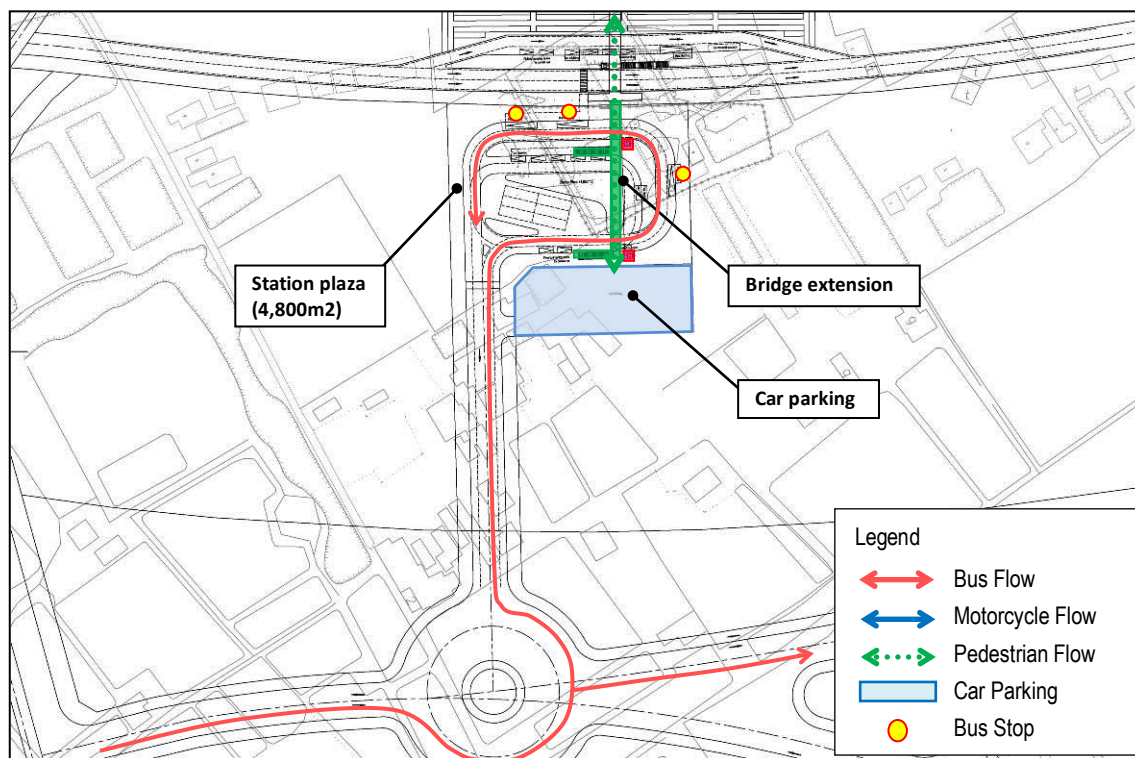 Station plaza
(4,800m2)
Bridge extension
Car parking
Legend
Bus Flow
Motorcycle Flow
Pedestrian Flow
Car Parking
Bus Stop